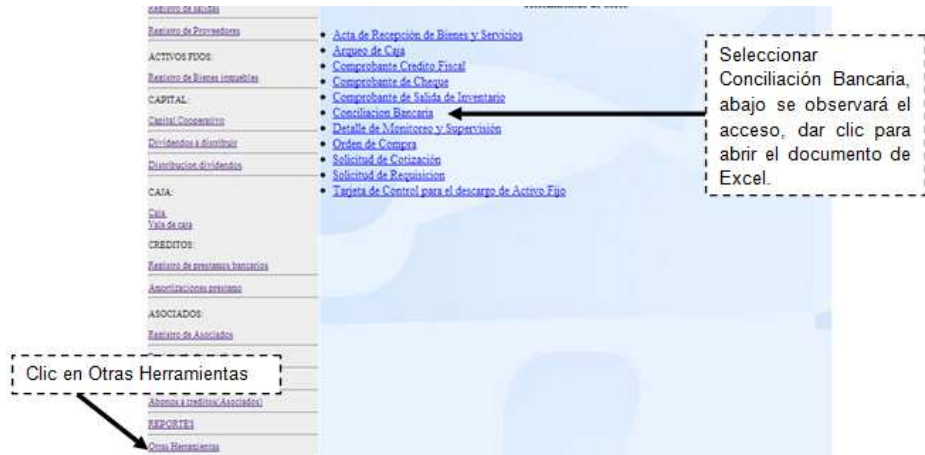 Registro de salidas
Registro de Proveedores
ACTIVOS FIJOS:
Registro de Bienes inmuebles
CAPITAL:
Capital Cooperativo
Dividendos a distribuir
Distribucion dividendos
CAJA:
Caja
Vale de caja
CREDITOS:
Registro de prestamos bancarios
Amortizaciones prestamo
ASOCIADOS:
Registro de Asociados
Abonos a creditos(Asociados)
REPORTES
Otras Herramientas
Acta de Recepción de Bienes y Servicios
Arqueo de Caja
Comprobante Credito Fiscal
Comprobante de Cheque
Comprobante de Salida de Inventario
Conciliacion Bancaria
Detalle de Monitoreo y Supervisión
Orden de Compra
Solicitud de Cotización
Solicitud de Requisicion
Tarjeta de Control para el descargo de Activo Fijo
Seleccionar
Conciliación Bancaria,
abajo se observará el
acceso, dar clic para
abrir el documento de
Excel.
Clic en Otras Herramientas